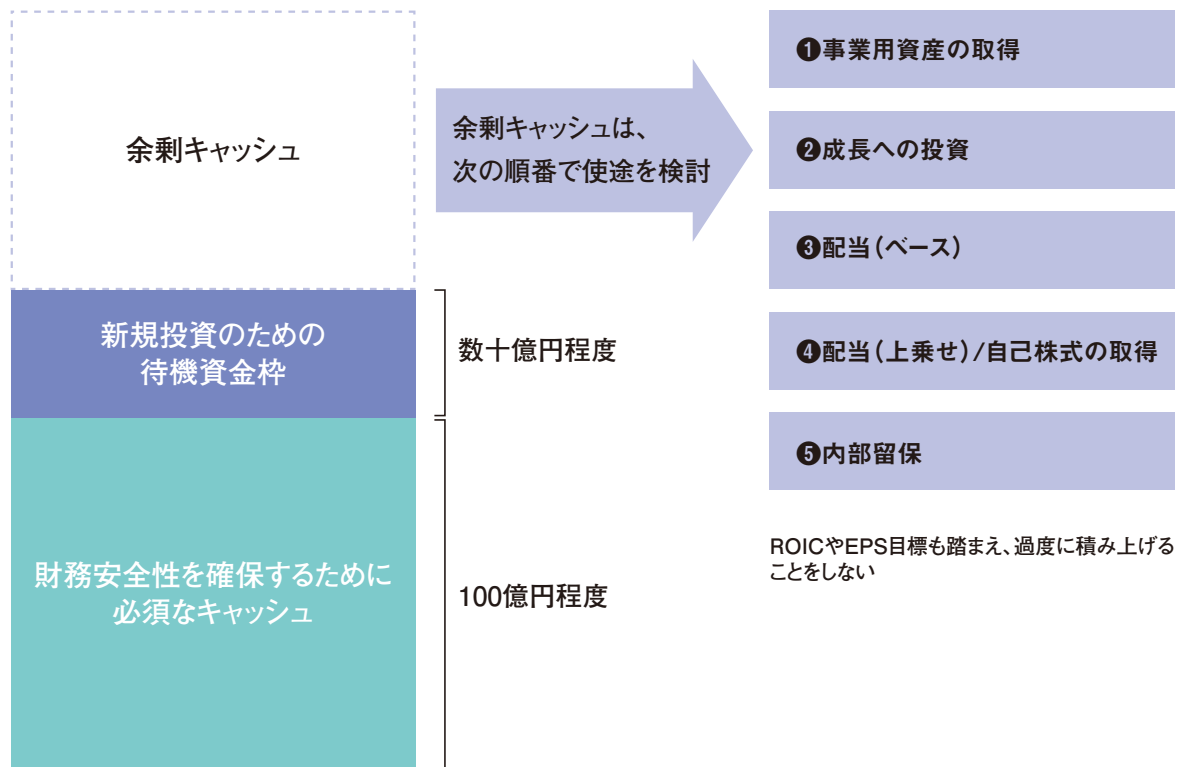 余剰キャッシュ
新規投資のための
待機資金枠
財務安全性を確保するために
必須なキャッシュ
数十億円程度
100億円程度
余剰キャッシュは、
次の順番で使途を検討
❶事業用資産の取得
❷成長への投資
❸配当(ベース)
❹配当(上乗せ)/自己株式の取得
❺内部留保
ROICやEPS目標も踏まえ、過度に積み上げる
ことをしない